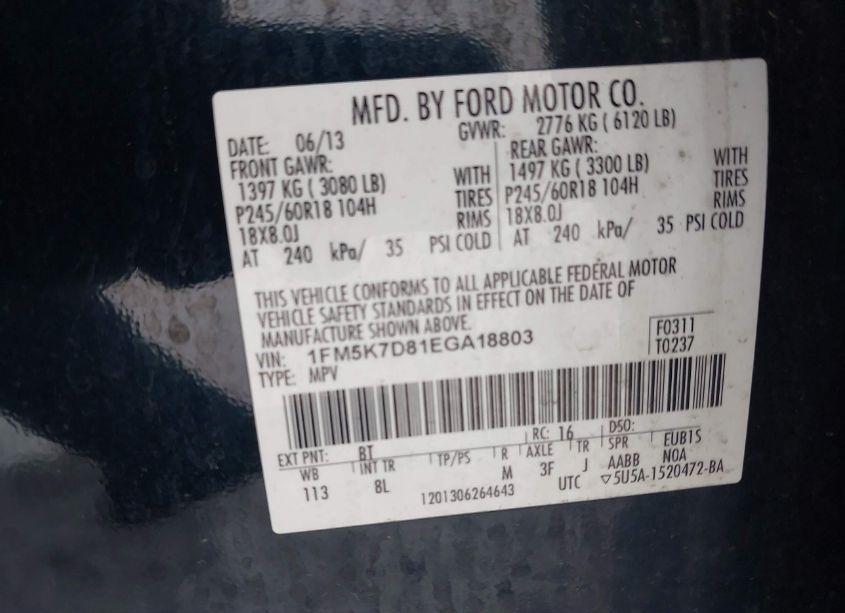 MFD. BY FORD MOTOR CO.
DATE: 06/13 GVWR: 2776 KG ( 6120 LB)
FRONT GAWR: REAR GAWR:
1397 KG ( 3080 LB) WITH 1497 KG ( 3300 LB) WITH
P245/60R18 104H TIRES P245/60R18 104H TIRES
18X8.0J RIMS 18X8.0J RIMS
AT 240 kPa/ 35 PSI COLD AT 240 kPa/ 35 PSI COLD
THIS VEHICLE CONFORMS TO ALL APPLICABLE FEDERAL MOTOR
VEHICLE SAFETY STANDARDS IN EFFECT ON THE DATE OF
MANUFACTURE SHOWN ABOVE.
VIN: 1FM5K7D81EGA18803 F0311
TYPE: MPV T0237
EXT PNT: BT RC: 16 DSO:
WB INT TR TP/PS R AXLE TR SPR EUB1S
113 8L M 3F J AABB NOA
1201306264643 UTC ▽5U5A-1520472-BA